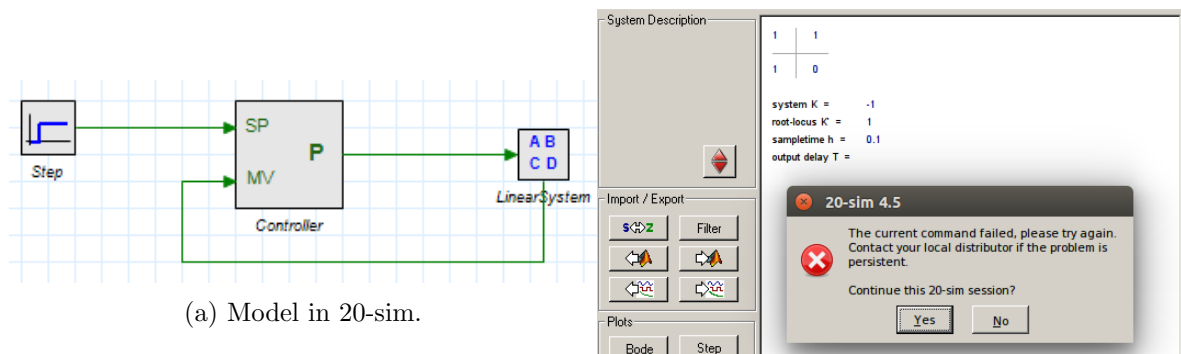 SP
P
MV
Step
Controller
A B
C D
LinearSystem
(a) Model in 20-sim.
System Description
Import / Export
S Z
Filter
Plots
Bode
Step
1 1
1 0
system K = -1
root-locus K' = 1
sampletime h = 0.1
output delay T =
20-sim 4.5
The current command failed, please try again.
Contact your local distributor if the problem is
persistent.
Continue this 20-sim session?
Yes
No